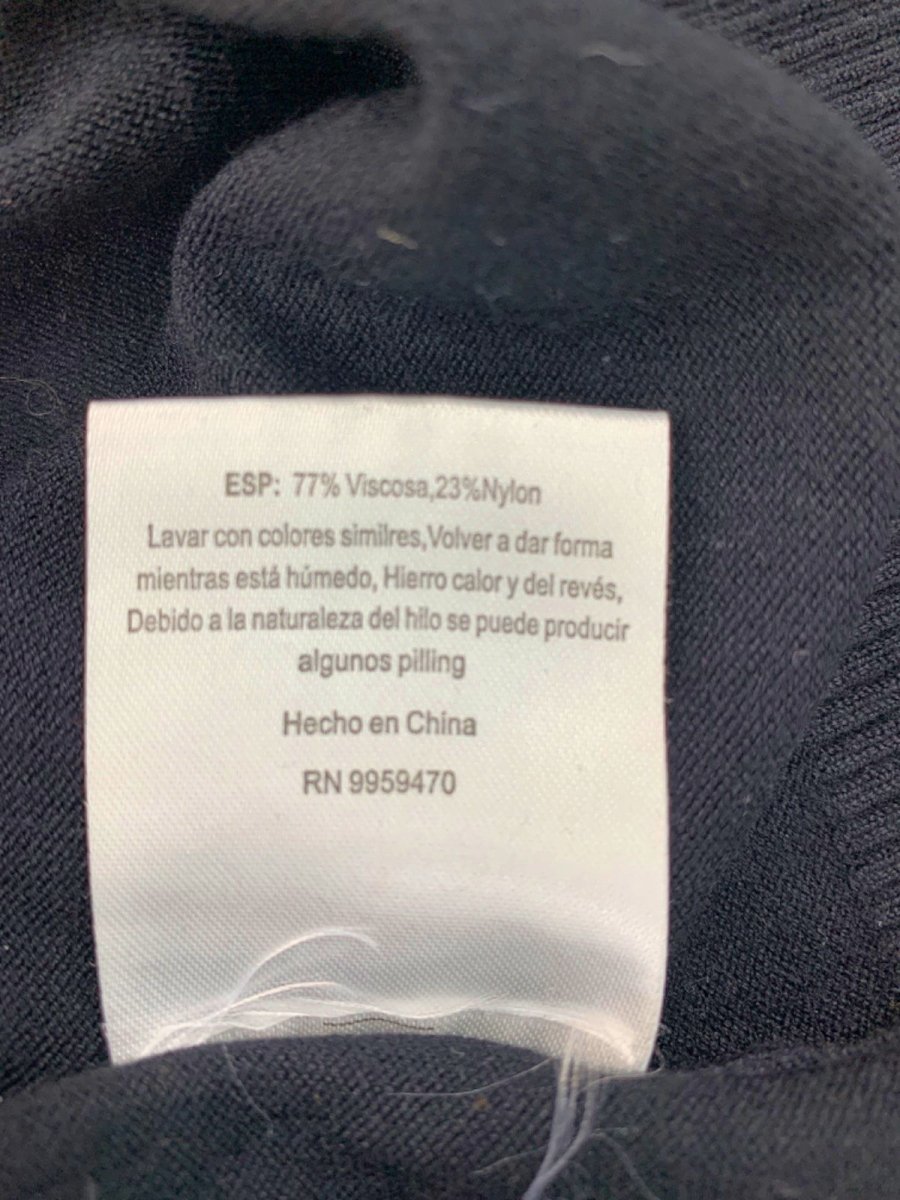 ESP: 77% Viscosa,23%Nylon
Lavar con colores similres,Volver a dar forma
mientras está húmedo, Hierro calor y del revés,
Debido a la naturaleza del hilo se puede producir
algunos pilling
Hecho en China
RN 9959470